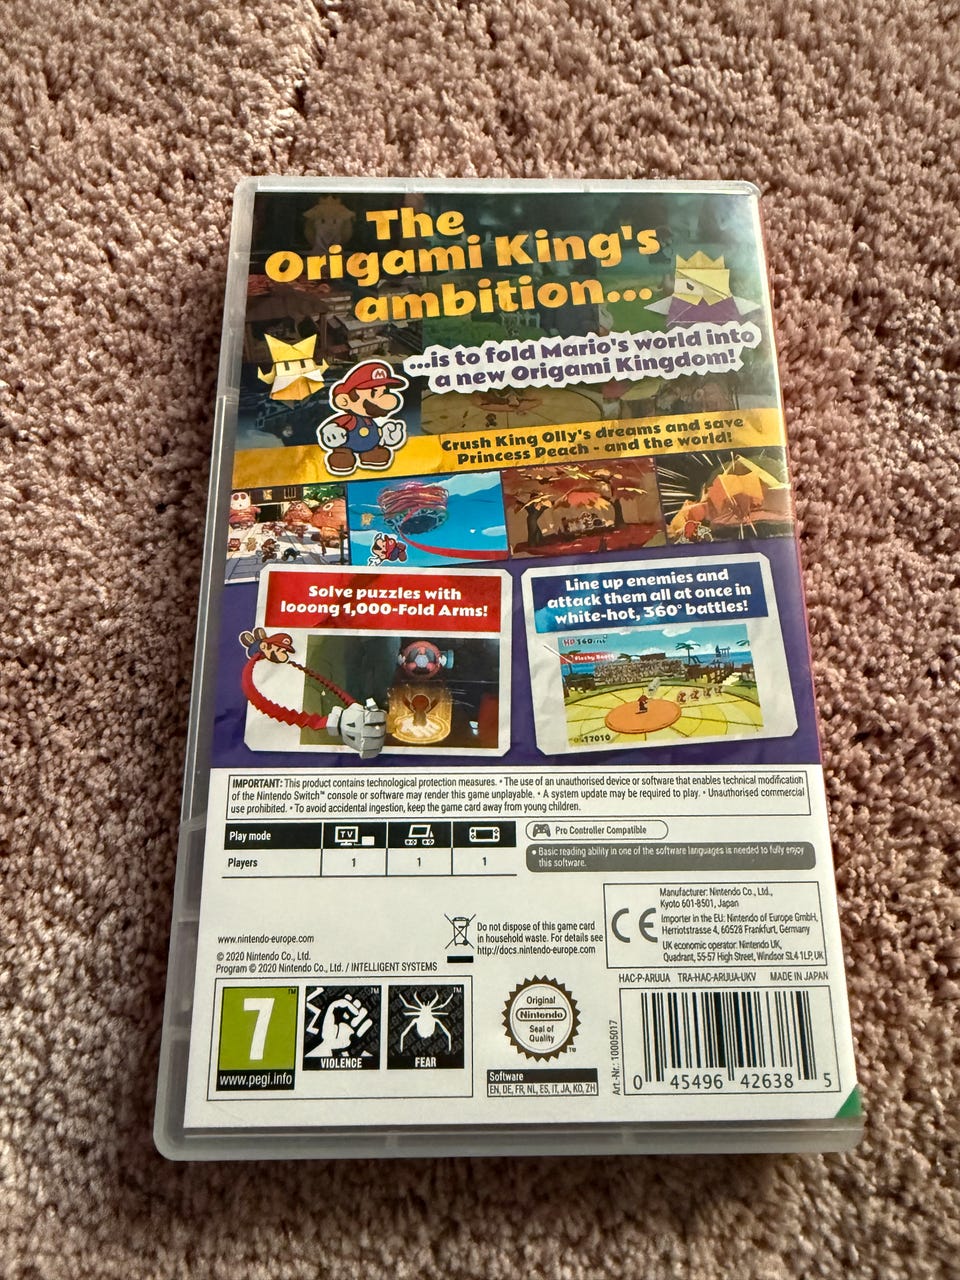 The
Origami King's
ambition...
...is to fold Mario's world into
a new Origami Kingdom!
Crush King Olly's dreams and save
Princess Peach - and the world!
Solve puzzles with
looong 1,000-Fold Arms!
Line up enemies and
attack them all at once in
white-hot, 360° battles!
IMPORTANT: This product contains technological protection measures. • The use of an unauthorised device or software that enables technical modification
of the Nintendo Switch™ console or software may render this game unplayable. • A system update may be required to play. • Unauthorised commercial
use prohibited. • To avoid accidental ingestion, keep the game card away from young children.
Play mode
TV
Players
1
1
1
Pro Controller Compatible
• Basic reading ability in one of the software languages is needed to fully enjoy
this software.
www.nintendo-europe.com
© 2020 Nintendo Co., Ltd.
Program © 2020 Nintendo Co., Ltd. / INTELLIGENT SYSTEMS
Do not dispose of this game card
in household waste. For details see
http://docs.nintendo-europe.com
CE
Manufacturer: Nintendo Co., Ltd.,
Kyoto 601-8501, Japan
Importer in the EU: Nintendo of Europe GmbH,
Herriotstrasse 4, 60528 Frankfurt, Germany
UK economic operator: Nintendo UK,
Quadrant, 55-57 High Street, Windsor SL4 1LP, UK
HAC-P-ARUUA TRA-HAC-ARUUA-UKV MADE IN JAPAN
7
™
www.pegi.info
™
VIOLENCE
™
FEAR
Original
Nintendo
Seal of
Quality
™
Software
EN, DE, FR, NL, ES, IT, JA, KO, ZH
Art.-Nr.: 10005017
0 45496 42638 5